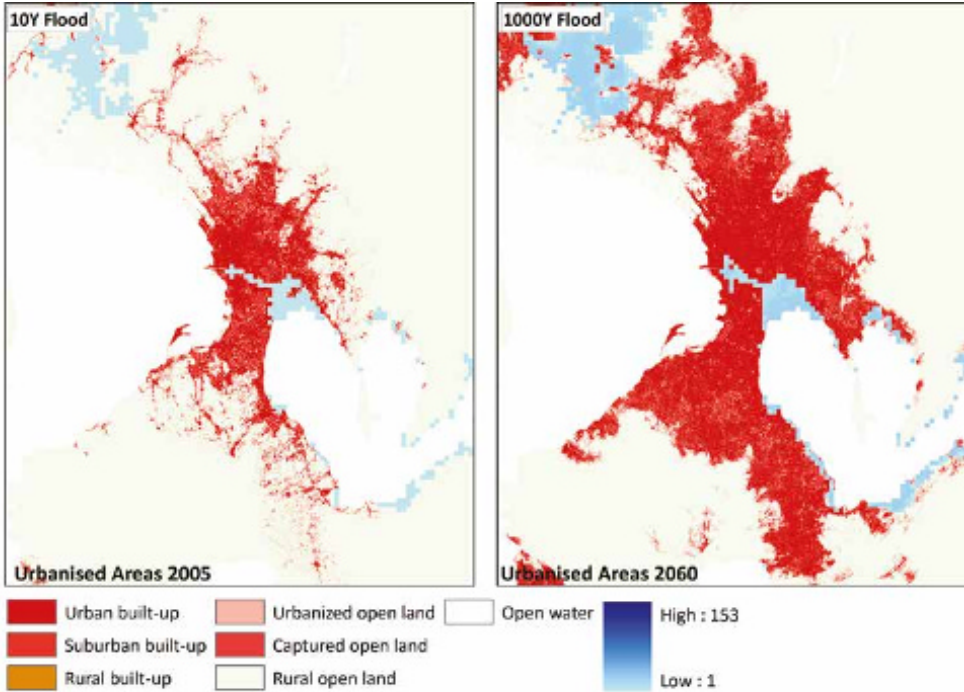 10Y Flood
1000Y Flood
Urbanised Areas 2005
Urbanised Areas 2060
Urban built-up
Urbanized open land
Open water
High : 153
Suburban built-up
Captured open land
Rural built-up
Rural open land
Low : 1